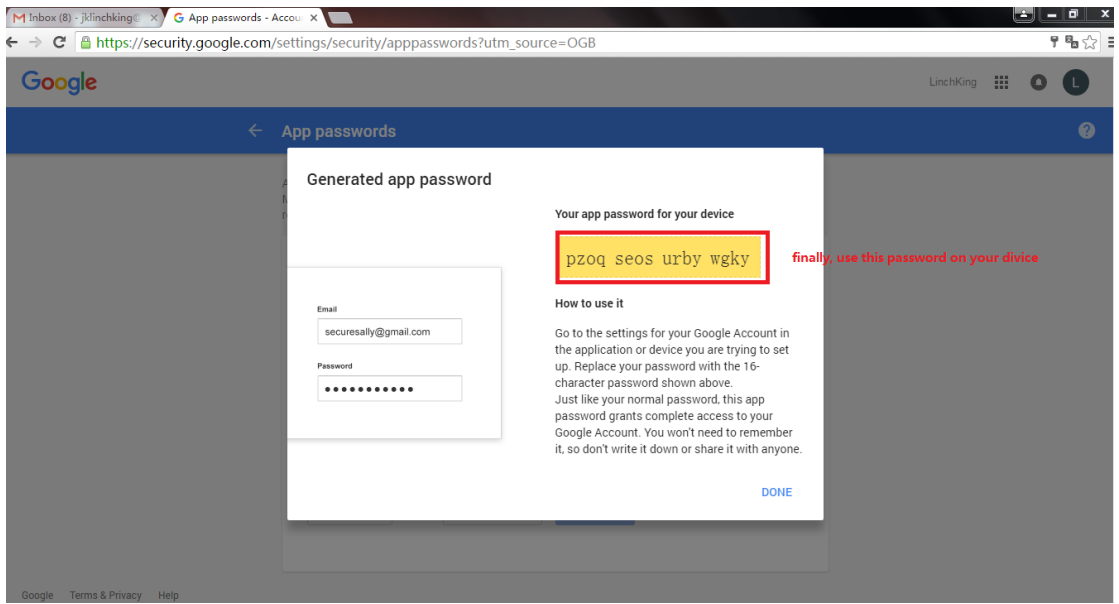 Inbox (8) - jklinchking@
App passwords - Accou
https://security.google.com/settings/security/apppasswords?utm_source=OGB
Google
LinchKing
L
App passwords
Generated app password
Your app password for your device
pzoq seos urby wgky
finally, use this password on your divice
Email
securesally@gmail.com
Password
How to use it
Go to the settings for your Google Account in
the application or device you are trying to set
up. Replace your password with the 16-
character password shown above.
Just like your normal password, this app
password grants complete access to your
Google Account. You won't need to remember
it, so don't write it down or share it with anyone.
DONE
Google Terms & Privacy Help